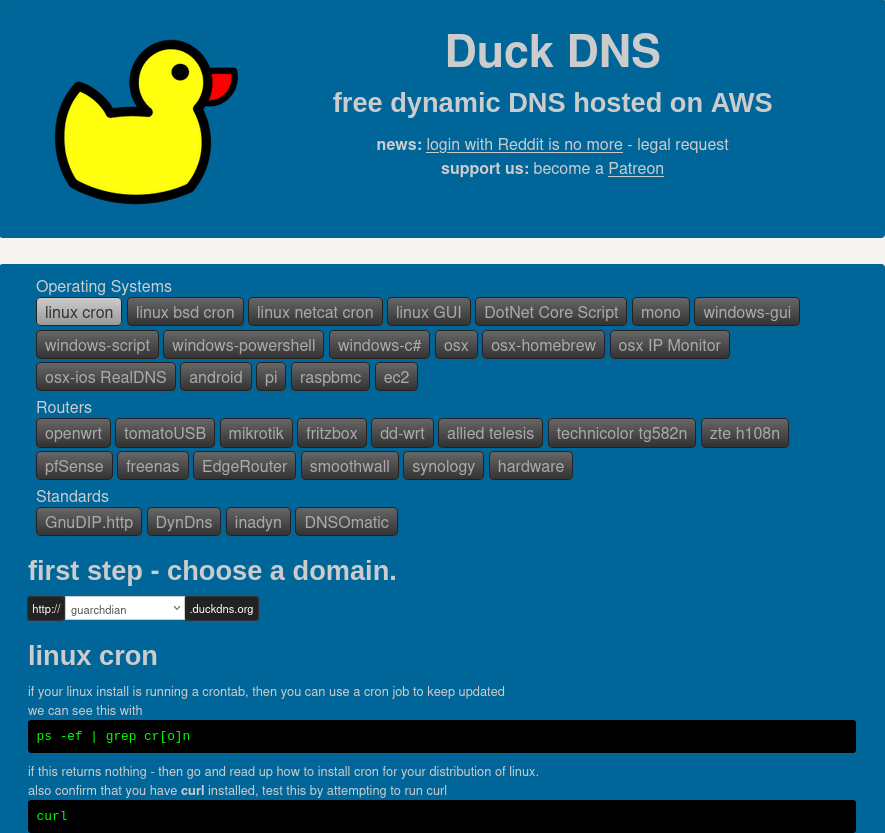 Duck DNS
free dynamic DNS hosted on AWS
news: login with Reddit is no more - legal request
support us: become a Patreon
Operating Systems
linux cron linux bsd cron linux netcat cron linux GUI DotNet Core Script mono windows-gui
windows-script windows-powershell windows-c# osx osx-homebrew osx IP Monitor
osx-ios RealDNS android pi raspbmc ec2
Routers
openwrt tomatoUSB mikrotik fritzbox dd-wrt allied telesis technicolor tg582n zte h108n
pfSense freenas EdgeRouter smoothwall synology hardware
Standards
GnuDIP.http DynDns inadyn DNSOmatic
first step - choose a domain.
http:// guarchdian .duckdns.org
linux cron
if your linux install is running a crontab, then you can use a cron job to keep updated
we can see this with
ps -ef | grep cr[o]n
if this returns nothing - then go and read up how to install cron for your distribution of linux.
also confirm that you have curl installed, test this by attempting to run curl
curl